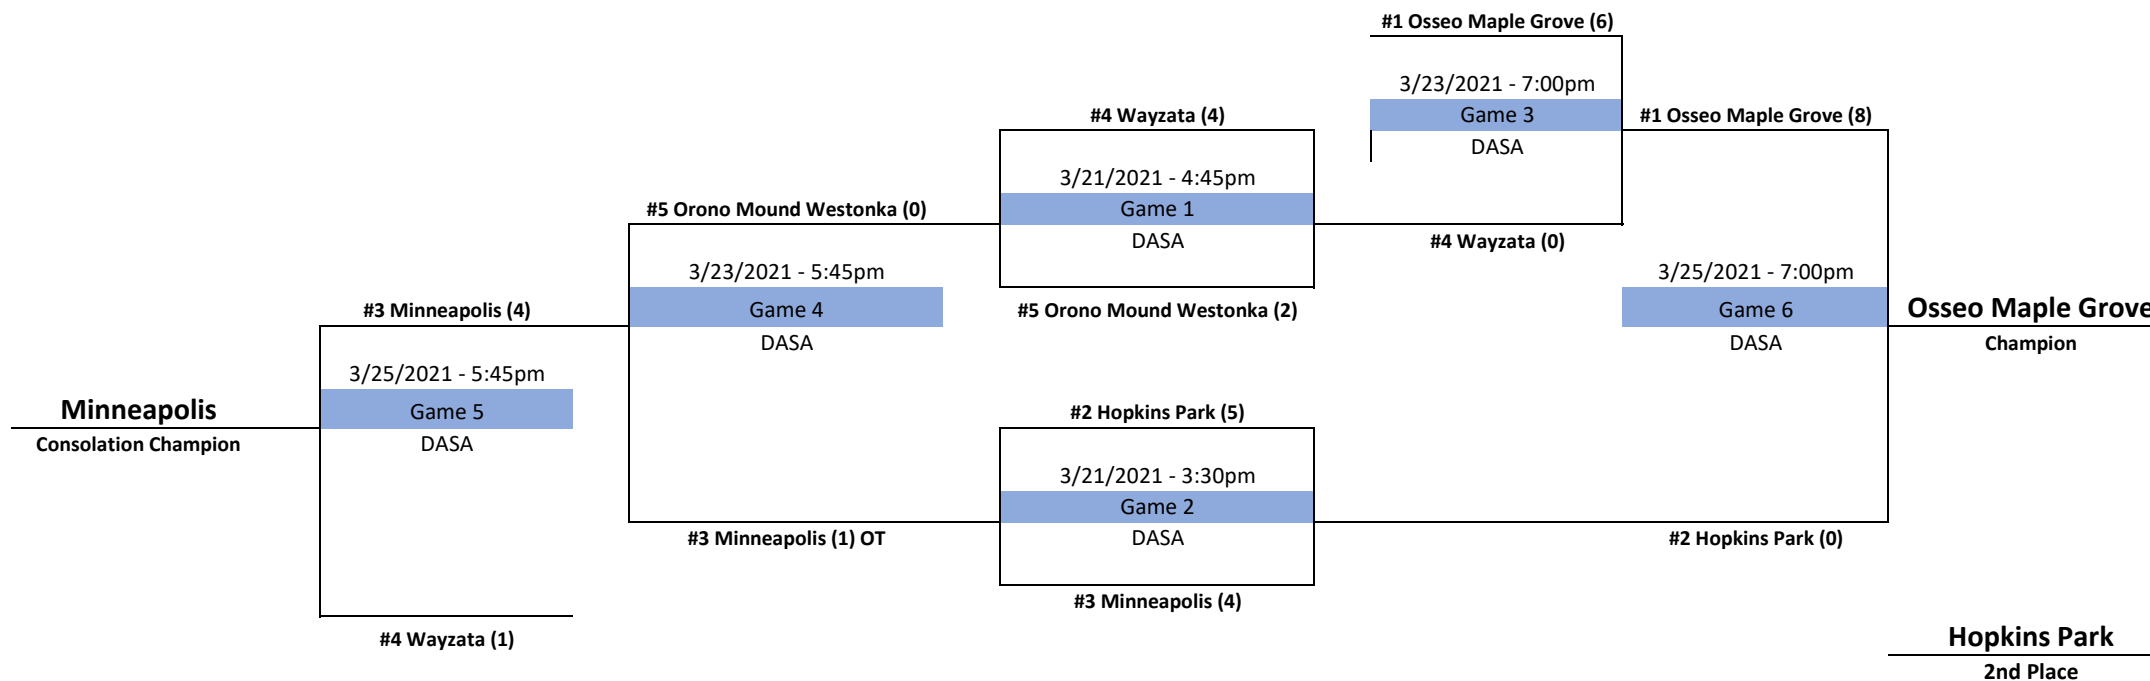 #1 Osseo Maple Grove (6)
3/23/2021 - 7:00pm
Game 3
DASA
#1 Osseo Maple Grove (8)
#4 Wayzata (4)
3/21/2021 - 4:45pm
Game 1
DASA
#5 Orono Mound Westonka (2)
#4 Wayzata (0)
#5 Orono Mound Westonka (0)
3/23/2021 - 5:45pm
Game 4
DASA
3/25/2021 - 7:00pm
Game 6
DASA
Osseo Maple Grove
Champion
#3 Minneapolis (4)
3/25/2021 - 5:45pm
Game 5
DASA
Minneapolis
Consolation Champion
#2 Hopkins Park (5)
3/21/2021 - 3:30pm
Game 2
DASA
#3 Minneapolis (4)
#3 Minneapolis (1) OT
#2 Hopkins Park (0)
#4 Wayzata (1)
Hopkins Park
2nd Place